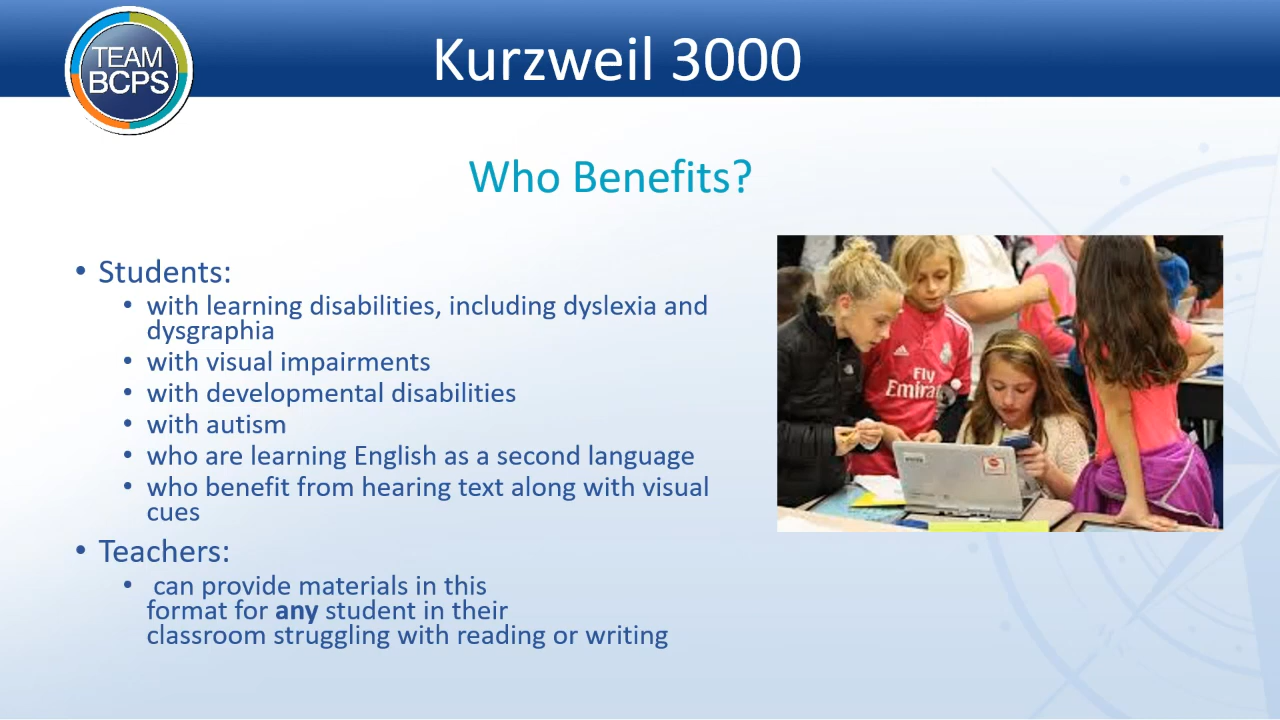 TEAM
BCPS
Kurzweil 3000
Who Benefits?
• Students:
• with learning disabilities, including dyslexia and
dysgraphia
• with visual impairments
• with developmental disabilities
• with autism
• who are learning English as a second language
• who benefit from hearing text along with visual
cues
• Teachers:
• can provide materials in this
format for any student in their
classroom struggling with reading or writing
Fly
Emirates